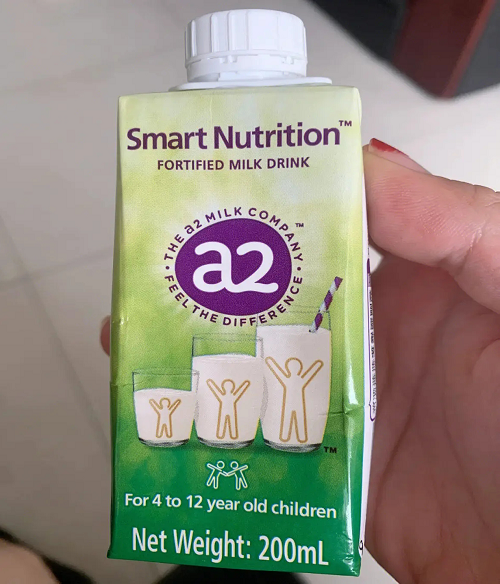 Smart Nutrition™
FORTIFIED MILK DRINK
THE a2 MILK COMPANY™
a2
FEEL THE DIFFERENCE
TM
For 4 to 12 year old children
Net Weight: 200mL